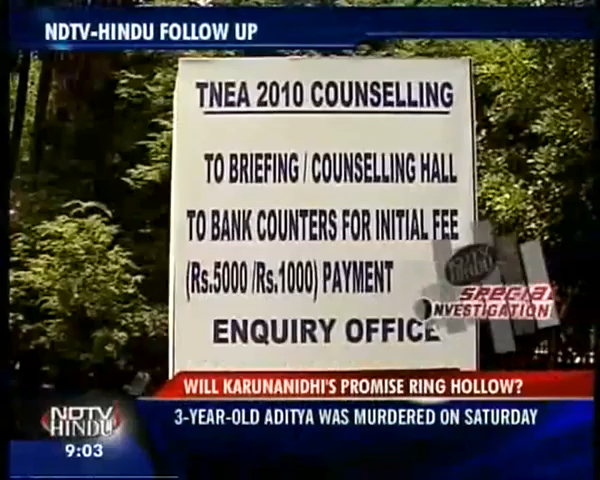 NDTV-HINDU FOLLOW UP
TNEA 2010 COUNSELLING
TO BRIEFING / COUNSELLING HALL
TO BANK COUNTERS FOR INITIAL FEE
(Rs.5000 /Rs.1000) PAYMENT
ENQUIRY OFFICE
NDTV
HINDU
SPECIAL
INVESTIGATION
WILL KARUNANIDHI'S PROMISE RING HOLLOW?
3-YEAR-OLD ADITYA WAS MURDERED ON SATURDAY
NDTV
HINDU
9:03